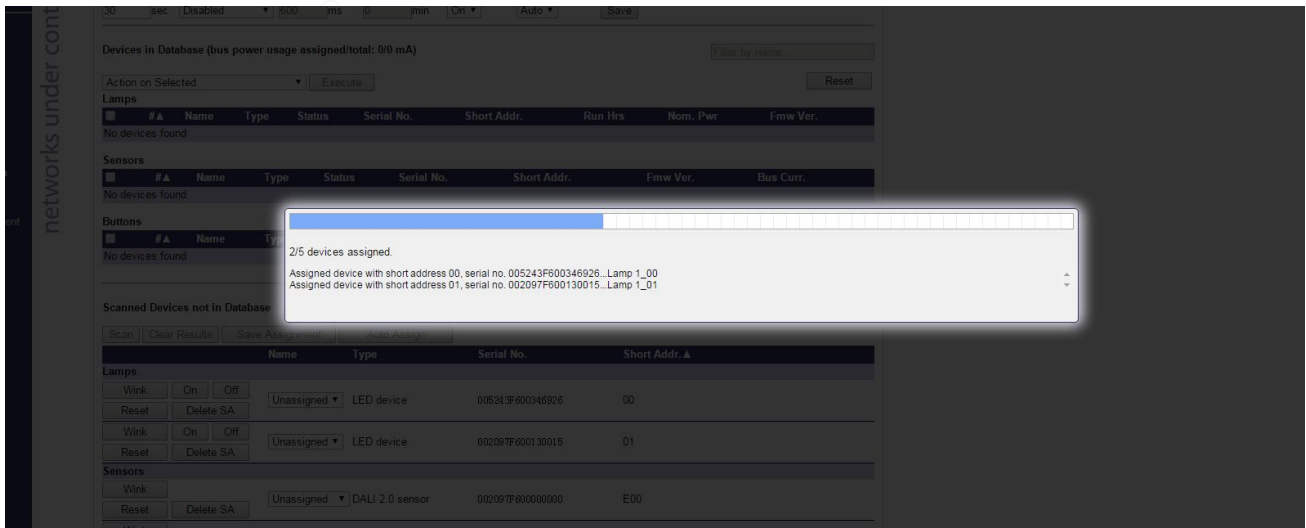 networks under cont
ent
30 sec Disabled 600 ms 0 min On Auto Save
Devices in Database (bus power usage assigned/total: 0/0 mA) Filter by name...
Action on Selected Execute Reset
Lamps
#▲ Name Type Status Serial No. Short Addr. Run Hrs Nom. Pwr Fmw Ver.
No devices found
Sensors
#▲ Name Type Status Serial No. Short Addr. Fmw Ver. Bus Curr.
No devices found
Buttons
#▲ Name Typ
No devices found
2/5 devices assigned.
Assigned device with short address 00, serial no. 005243F600346926...Lamp 1_00
Assigned device with short address 01, serial no. 002097F600130015...Lamp 1_01
Scanned Devices not in Database
Scan Clear Results Save Assignment Auto Assign
Name Type Serial No. Short Addr.▲
Lamps
Wink On Off
Unassigned LED device 005243F600346926 00
Reset Delete SA
Wink On Off
Unassigned LED device 002097F600130015 01
Reset Delete SA
Sensors
Wink
Unassigned DALI 2.0 sensor 002097F600000000 E00
Reset Delete SA